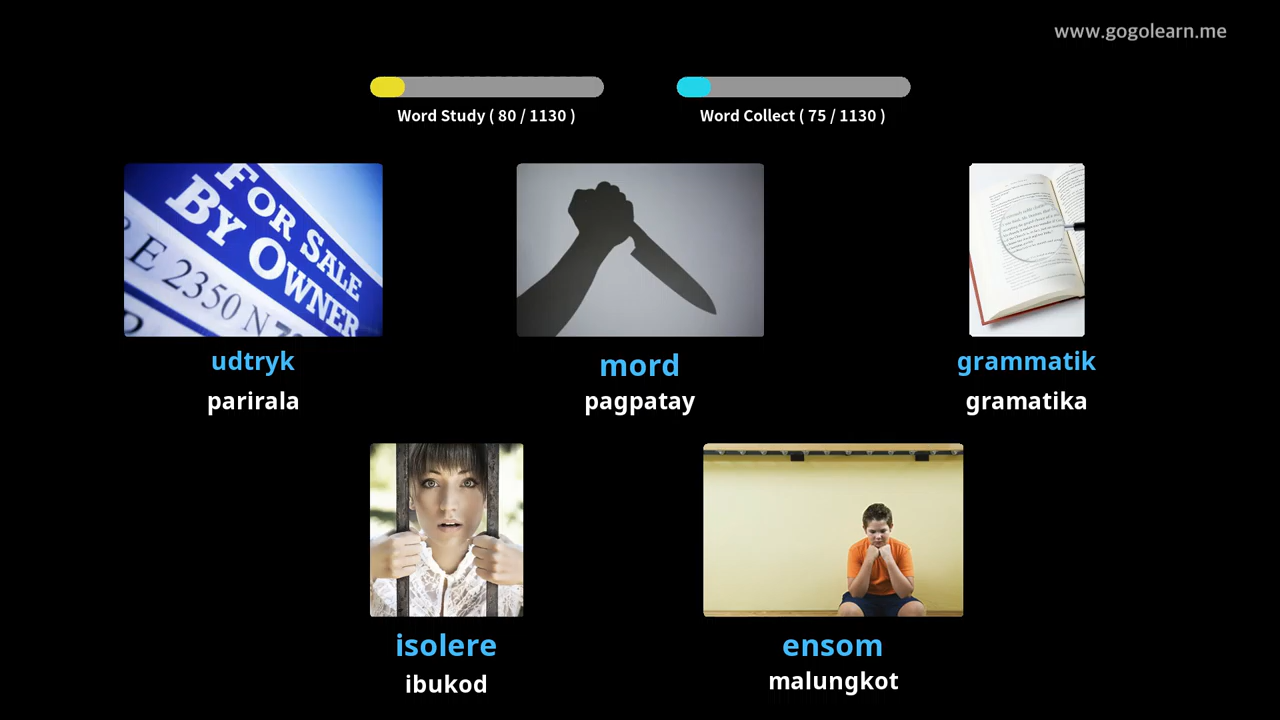 www.gogolearn.me
Word Study ( 80 / 1130 )
Word Collect ( 75 / 1130 )
FOR SALE
BY OWNER
E 2350 N
udtryk
mord
grammatik
parirala
pagpatay
gramatika
isolere
ensom
ibukod
malungkot